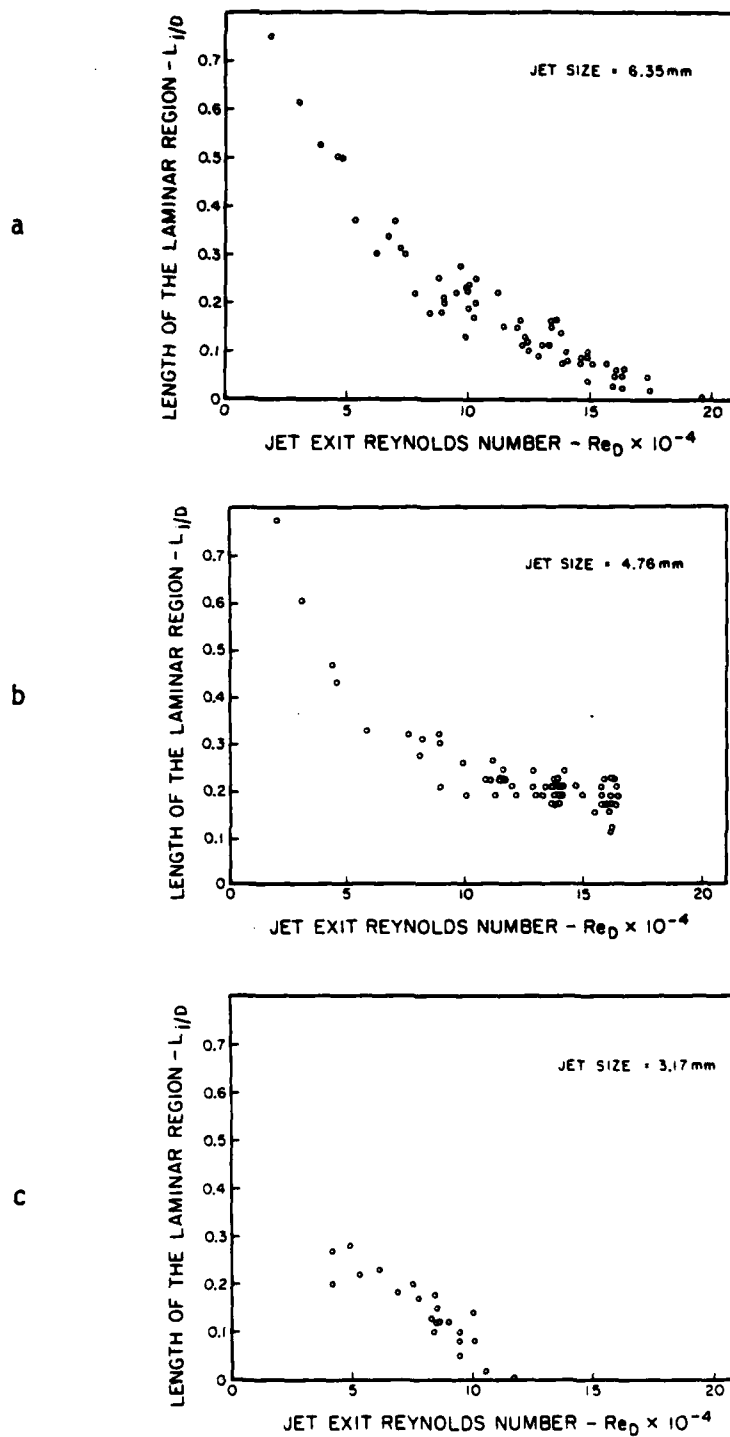 a
LENGTH OF THE LAMINAR REGION - Li/D
0.7
0.6
0.5
0.4
0.3
0.2
0.1
0
JET SIZE = 6.35mm
0 5 10 15 20
JET EXIT REYNOLDS NUMBER - ReD × 10⁻⁴
b
LENGTH OF THE LAMINAR REGION - Li/D
0.7
0.6
0.5
0.4
0.3
0.2
0.1
0
JET SIZE = 4.76mm
0 5 10 15 20
JET EXIT REYNOLDS NUMBER - ReD × 10⁻⁴
c
LENGTH OF THE LAMINAR REGION - Li/D
0.7
0.6
0.5
0.4
0.3
0.2
0.1
0
JET SIZE = 3.17mm
0 5 10 15 20
JET EXIT REYNOLDS NUMBER - ReD × 10⁻⁴